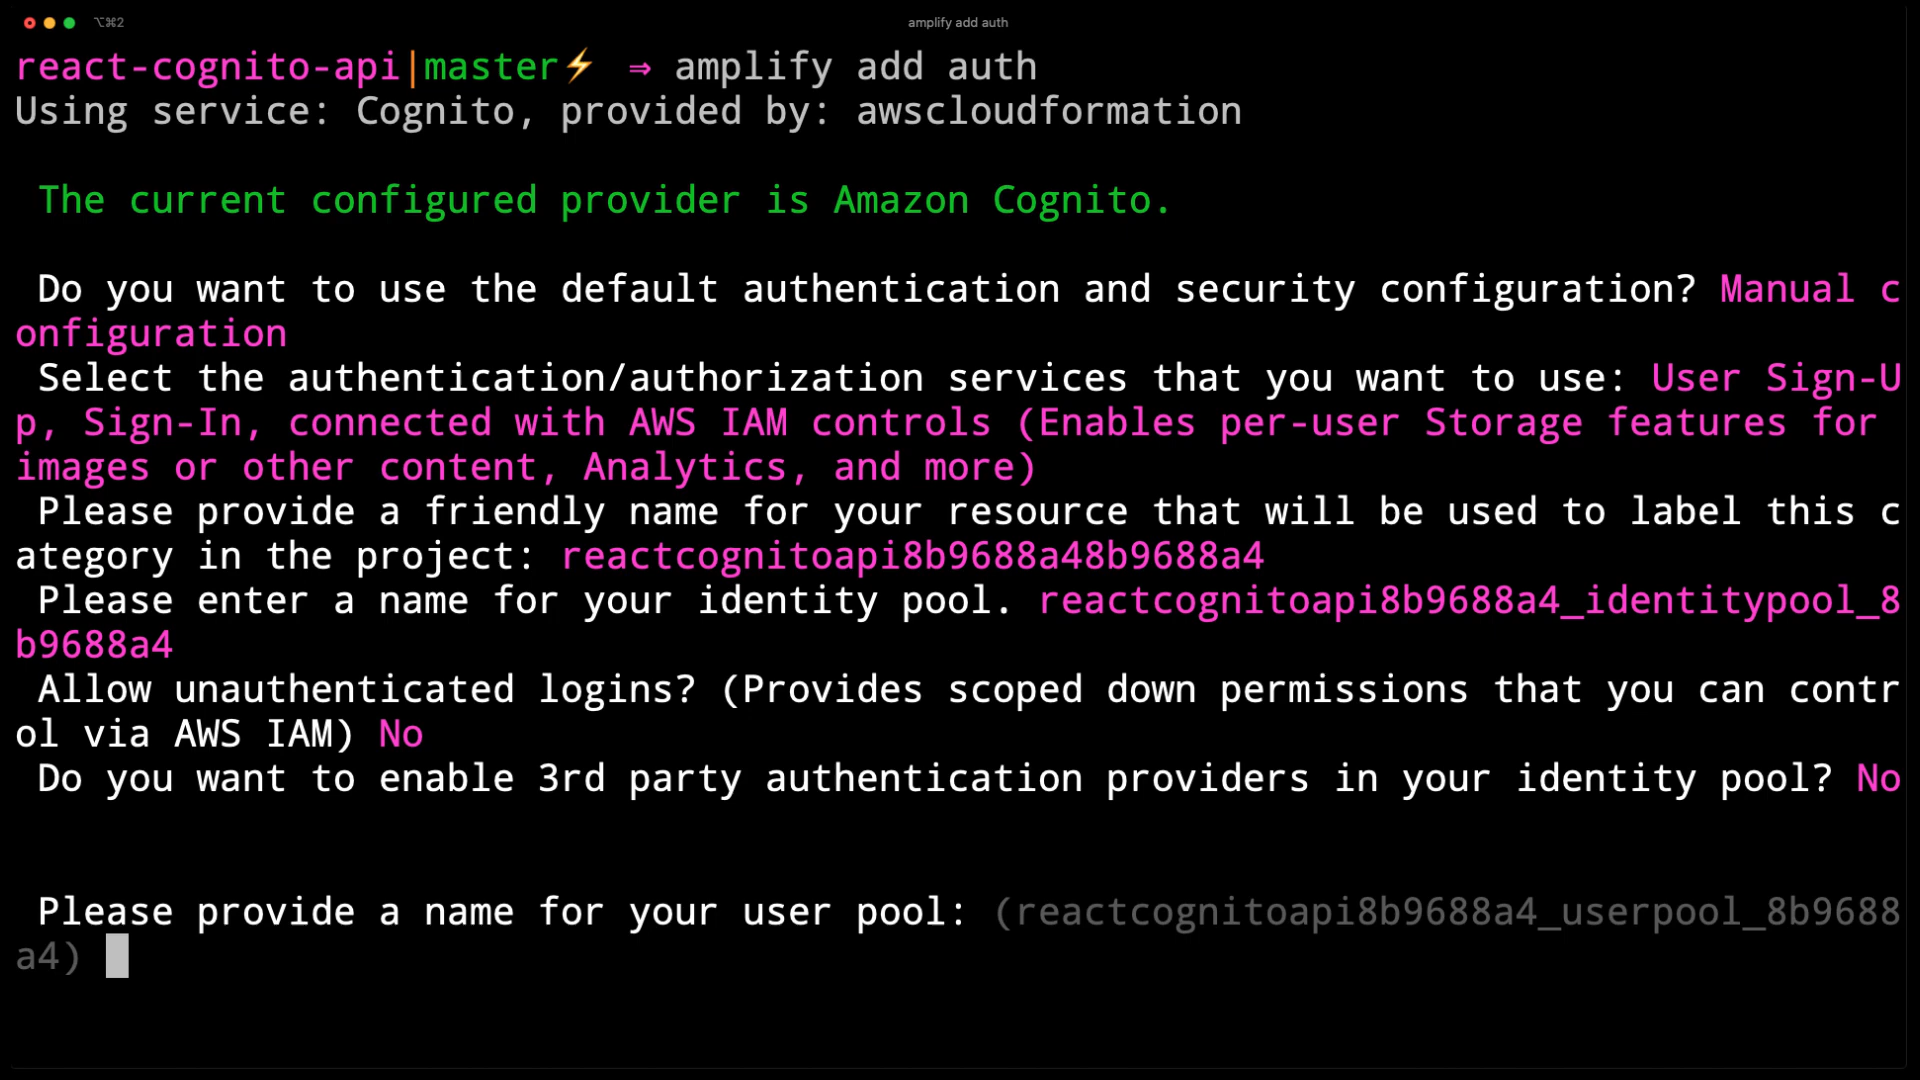 ⌥⌘2
amplify add auth
react-cognito-api|master⚡ ⇒ amplify add auth
Using service: Cognito, provided by: awscloudformation
The current configured provider is Amazon Cognito.
Do you want to use the default authentication and security configuration? Manual c
onfiguration
Select the authentication/authorization services that you want to use: User Sign-U
p, Sign-In, connected with AWS IAM controls (Enables per-user Storage features for
images or other content, Analytics, and more)
Please provide a friendly name for your resource that will be used to label this c
ategory in the project: reactcognitoapi8b9688a48b9688a4
Please enter a name for your identity pool. reactcognitoapi8b9688a4_identitypool_8
b9688a4
Allow unauthenticated logins? (Provides scoped down permissions that you can contr
ol via AWS IAM) No
Do you want to enable 3rd party authentication providers in your identity pool? No
Please provide a name for your user pool: (reactcognitoapi8b9688a4_userpool_8b9688
a4)